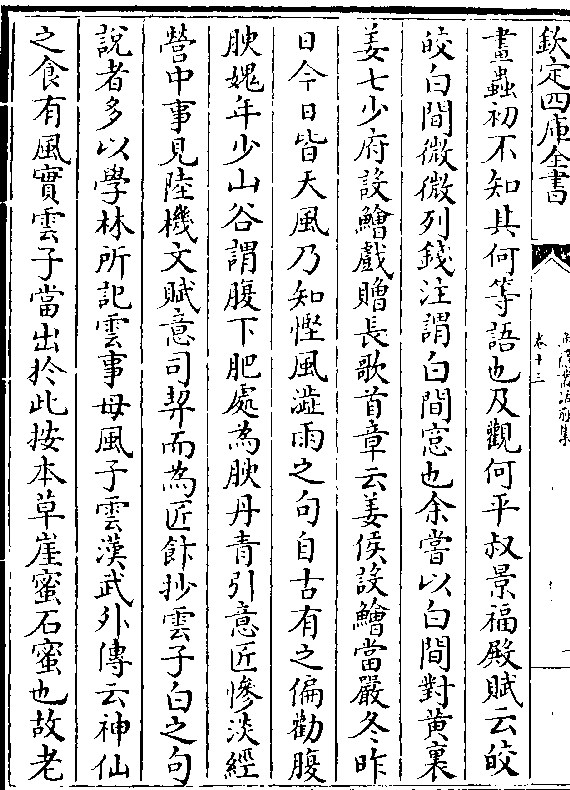 欽定四庫全書
卷十三
畫蟲初不知其何等語也及觀何平叔景福殿賦云皎
皎白間微微列錢注謂白間窓也余嘗以白間對黄裏
姜七少府設鱠戲贈長歌首章云姜侯設鱠當嚴冬昨
日今日皆天風乃知慳風澁雨之句自古有之偏勸腹
腴媿年少山谷謂腹下肥處為腴丹青引意匠慘淡經
營中事見陸機文賦意司契而為匠飰抄雲子白之句
說者多以學林所記雲事母風子雲漢武外傳云神仙
之食有風實雲子當出於此按本草崖蜜石蜜也故老